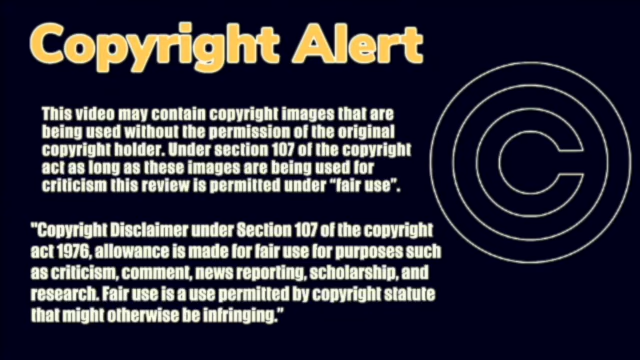 Copyright Alert
This video may contain copyright images that are
being used without the permission of the original
copyright holder. Under section 107 of the copyright
act as long as these images are being used for
criticism this review is permitted under "fair use".
"Copyright Disclaimer under Section 107 of the copyright
act 1976, allowance is made for fair use for purposes such
as criticism, comment, news reporting, scholarship, and
research. Fair use is a use permitted by copyright statute
that might otherwise be infringing."